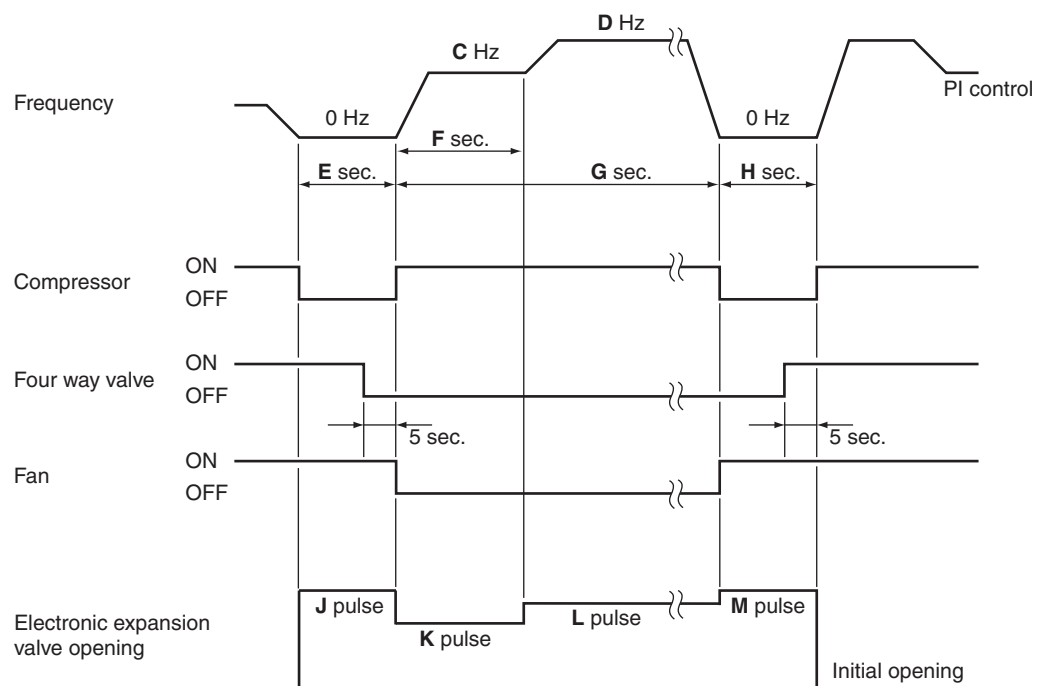 D Hz
C Hz
Frequency
PI control
0 Hz
0 Hz
F sec.
E sec.
G sec.
H sec.
Compressor
ON
OFF
Four way valve
ON
OFF
5 sec.
5 sec.
Fan
ON
OFF
J pulse
K pulse
L pulse
M pulse
Electronic expansion
valve opening
Initial opening